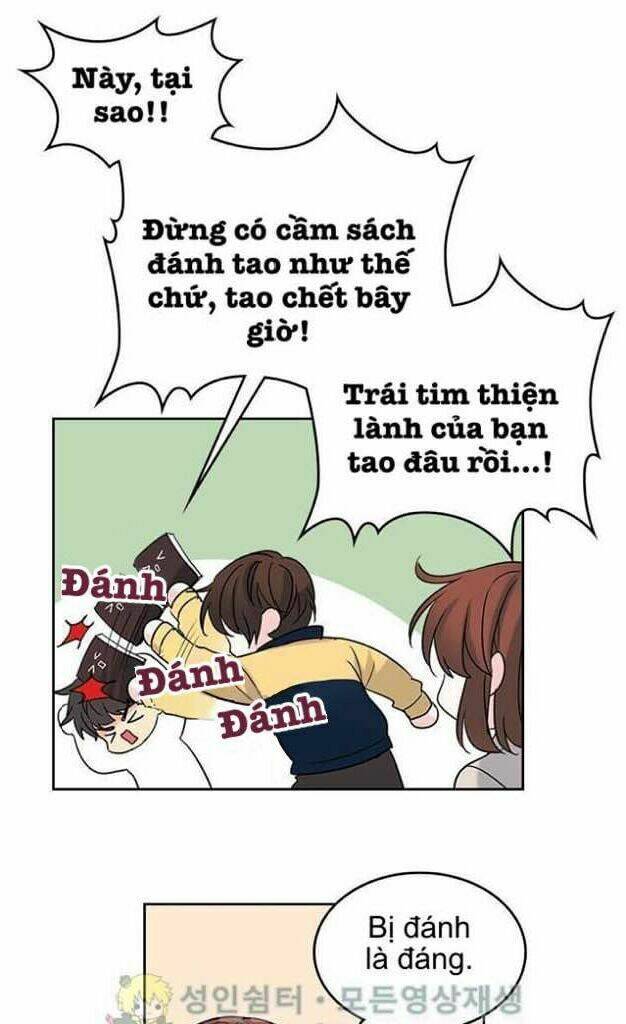 Này, tại
sao!!
Đừng có cầm sách
đánh tao như thế
chứ, tao chết bây
giờ!
Trái tim thiện
lành của bạn
tao đâu rồi...!
Đánh
Đánh
Đánh
Bị đánh
là đáng.
성인쉼터・모든영상재생